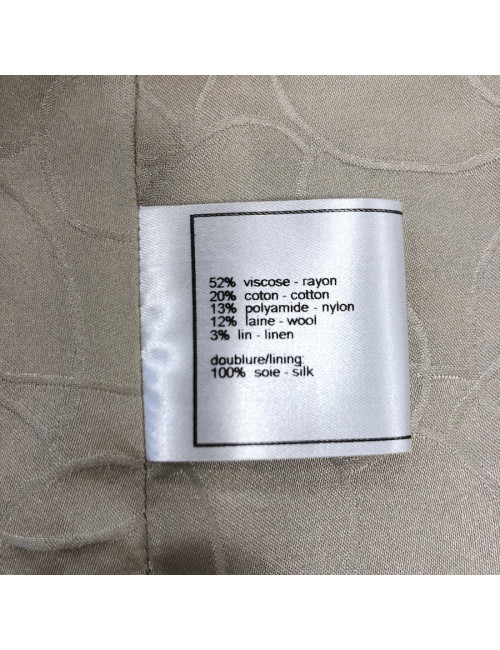 52% viscose - rayon
20% coton - cotton
13% polyamide - nylon
12% laine - wool
3% lin - linen
doublure/lining:
100% soie - silk